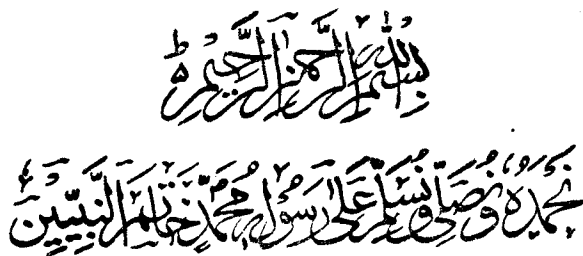 بِسْمِ اللّٰهِ الرَّحْمٰنِ الرَّحِيْمِ ط
نَحْمَدُهٗ وَنُصَلِّيْ وَنُسَلِّمُ عَلٰى رَسُوْلِهٖ مُحَمَّدٍ خَاتَمِ النَّبِيِّيْنَ